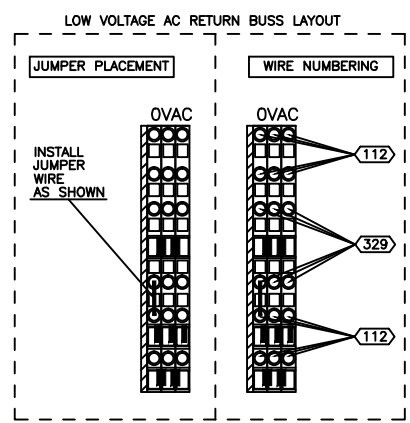 LOW VOLTAGE AC RETURN BUSS LAYOUT
JUMPER PLACEMENT
0VAC
INSTALL
JUMPER
WIRE
AS SHOWN
WIRE NUMBERING
0VAC
112
329
112